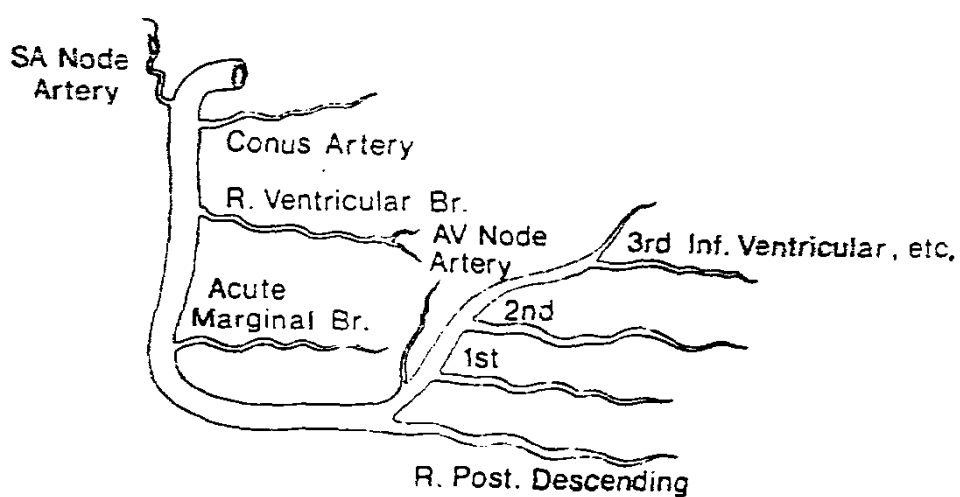 SA Node
Artery
Conus Artery
R. Ventricular Br.
AV Node
Artery
3rd Inf. Ventricular, etc.
Acute
Marginal Br.
2nd
1st
R. Post. Descending